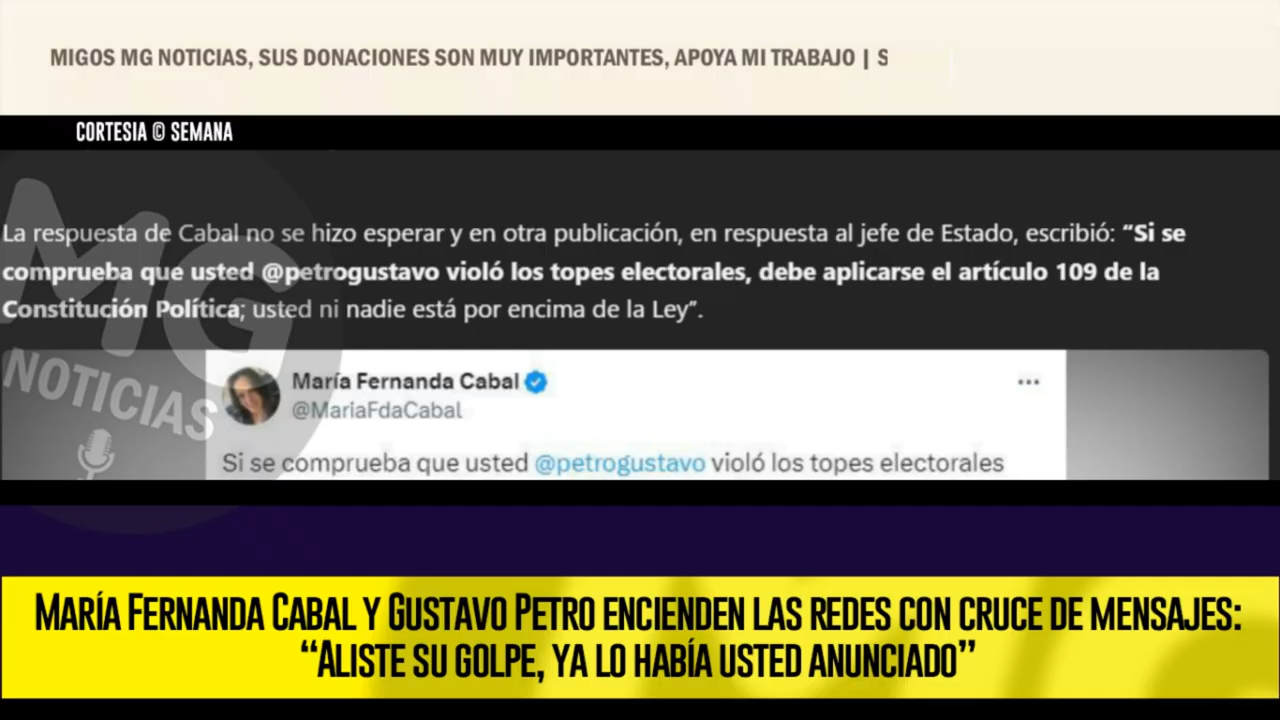 MIGOS MG NOTICIAS, SUS DONACIONES SON MUY IMPORTANTES, APOYA MI TRABAJO | S
CORTESIA © SEMANA
La respuesta de Cabal no se hizo esperar y en otra publicación, en respuesta al jefe de Estado, escribió: “Si se
comprueba que usted @petrogustavo violó los topes electorales, debe aplicarse el artículo 109 de la
Constitución Política; usted ni nadie está por encima de la Ley”.
MG
NOTICIAS
María Fernanda Cabal
@MariaFdaCabal
Si se comprueba que usted @petrogustavo violó los topes electorales
MARÍA FERNANDA CABAL Y GUSTAVO PETRO ENCIENDEN LAS REDES CON CRUCE DE MENSAJES:
“ALISTE SU GOLPE, YA LO HABÍA USTED ANUNCIADO”